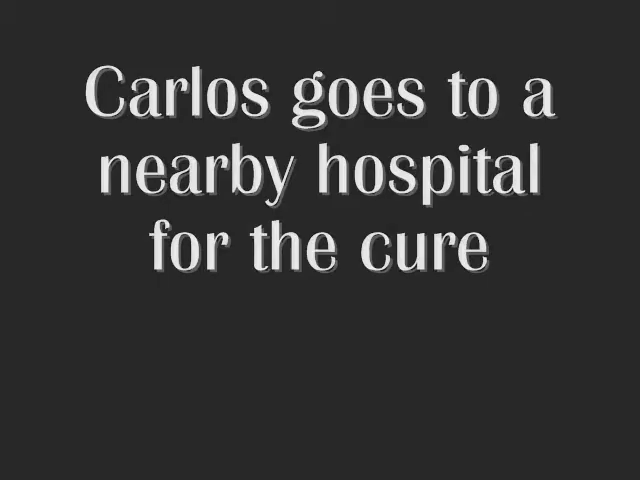 Carlos goes to a
nearby hospital
for the cure